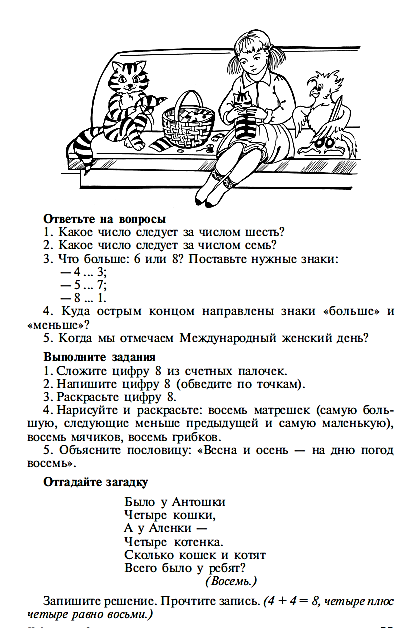 Ответьте на вопросы
1. Какое число следует за числом шесть?
2. Какое число следует за числом семь?
3. Что больше: 6 или 8? Поставьте нужные знаки:
— 4 ... 3;
— 5 ... 7;
— 8 ... 1.
4. Куда острым концом направлены знаки «больше» и
«меньше»?
5. Когда мы отмечаем Международный женский день?
Выполните задания
1. Сложите цифру 8 из счетных палочек.
2. Напишите цифру 8 (обведите по точкам).
3. Раскрасьте цифру 8.
4. Нарисуйте и раскрасьте: восемь матрешек (самую боль-
шую, следующие меньше предыдущей и самую маленькую),
восемь мячиков, восемь грибков.
5. Объясните пословицу: «Весна и осень — на дню погод
восемь».
Отгадайте загадку
Было у Антошки
Четыре кошки,
А у Аленки —
Четыре котенка.
Сколько кошек и котят
Всего было у ребят?
(Восемь.)
Запишите решение. Прочтите запись. (4 + 4 = 8, четыре плюс
четыре равно восьми.)